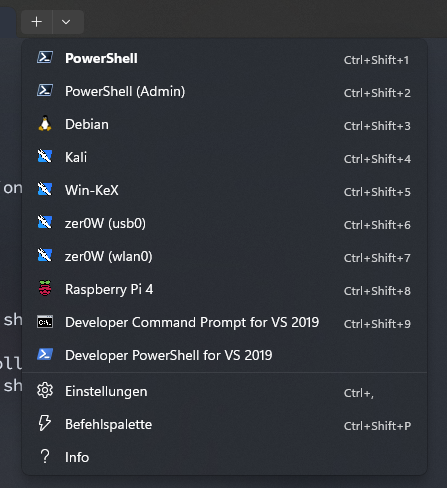 PowerShell Ctrl+Shift+1
PowerShell (Admin) Ctrl+Shift+2
Debian Ctrl+Shift+3
Kali Ctrl+Shift+4
on
Win-KeX Ctrl+Shift+5
zer0W (usb0) Ctrl+Shift+6
zer0W (wlan0) Ctrl+Shift+7
Raspberry Pi 4 Ctrl+Shift+8
sh
Developer Command Prompt for VS 2019 Ctrl+Shift+9
Developer PowerShell for VS 2019
oll
sh
Einstellungen Ctrl+,
Befehlspalette Ctrl+Shift+P
Info